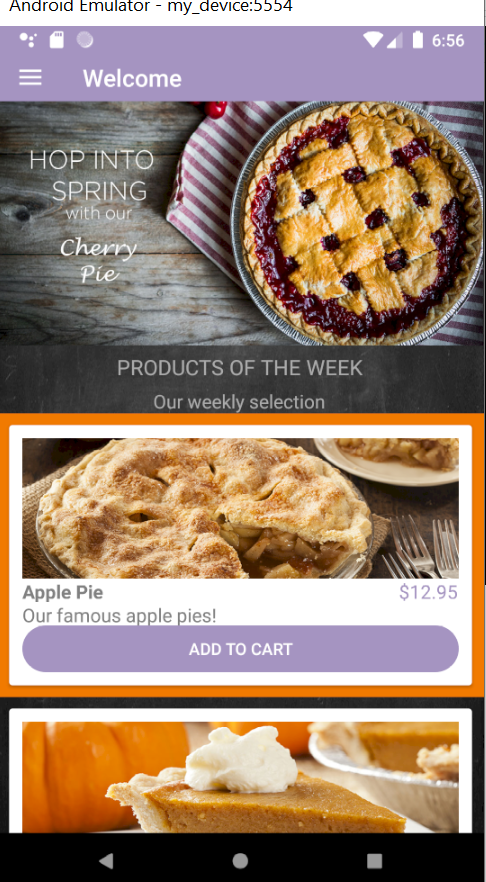 Android Emulator - my_device:5554
6:56
Welcome
HOP INTO
SPRING
with our
Cherry
Pie
PRODUCTS OF THE WEEK
Our weekly selection
Apple Pie
$12.95
Our famous apple pies!
ADD TO CART